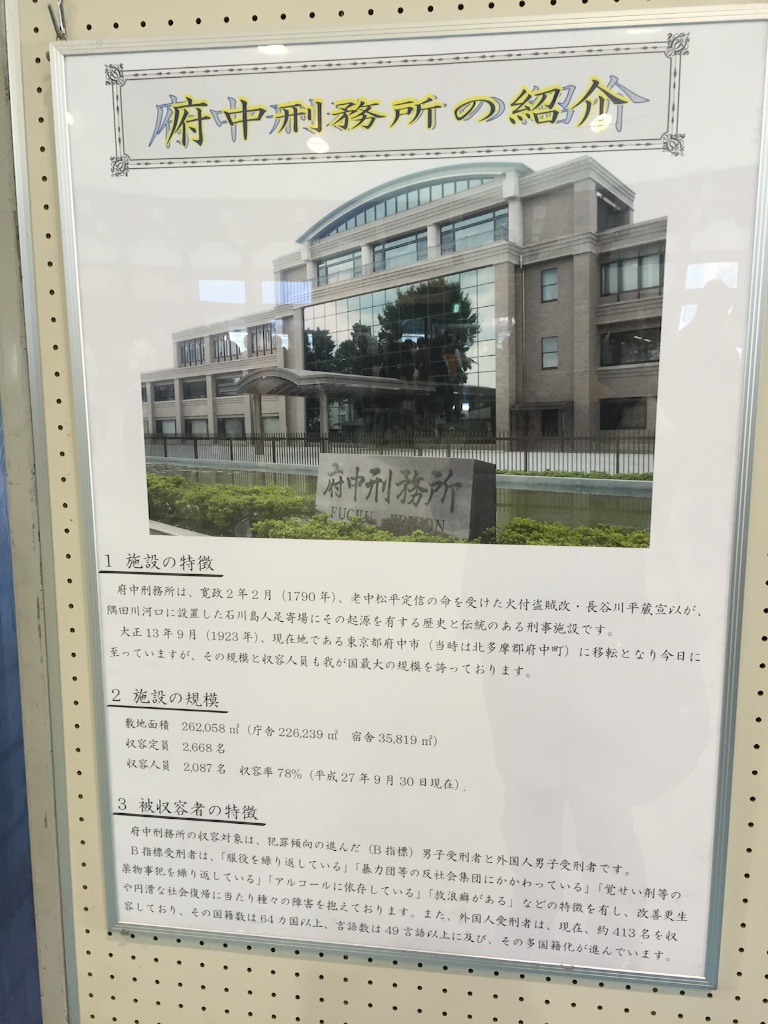 府中刑務所の紹介
府中刑務所
FUCHU PRISON
1 施設の特徴
府中刑務所は、寛政2年2月（1790年）、老中松平定信の命を受けた火付盗賊改・長谷川平蔵宣以が、
隅田川河口に設置した石川島人足寄場にその起源を有する歴史と伝統のある刑事施設です。
大正13年9月（1923年）、現在地である東京都府中市（当時は北多摩郡府中町）に移転となり今日に
至っていますが、その規模と収容人員も我が国最大の規模を誇っております。
2 施設の規模
敷地面積 262,058㎡（庁舎226,239㎡ 宿舎35,819㎡）
収容定員 2,668名
収容人員 2,087名 収容率78%（平成27年9月30日現在）.
3 被収容者の特徴
府中刑務所の収容対象は、犯罪傾向の進んだ（B指標）男子受刑者と外国人男子受刑者です。
B指標受刑者は、「服役を繰り返している」「暴力団等の反社会集団にかかわっている」「覚せい剤等の
薬物事犯を繰り返している」「アルコールに依存している」「放浪癖がある」などの特徴を有し、改善更生
や円滑な社会復帰に当たり種々の障害を抱えております。また、外国人受刑者は、現在、約413名を収
容しており、その国籍数は64カ国以上、言語数は49言語以上に及び、その多国籍化が進んでいます。